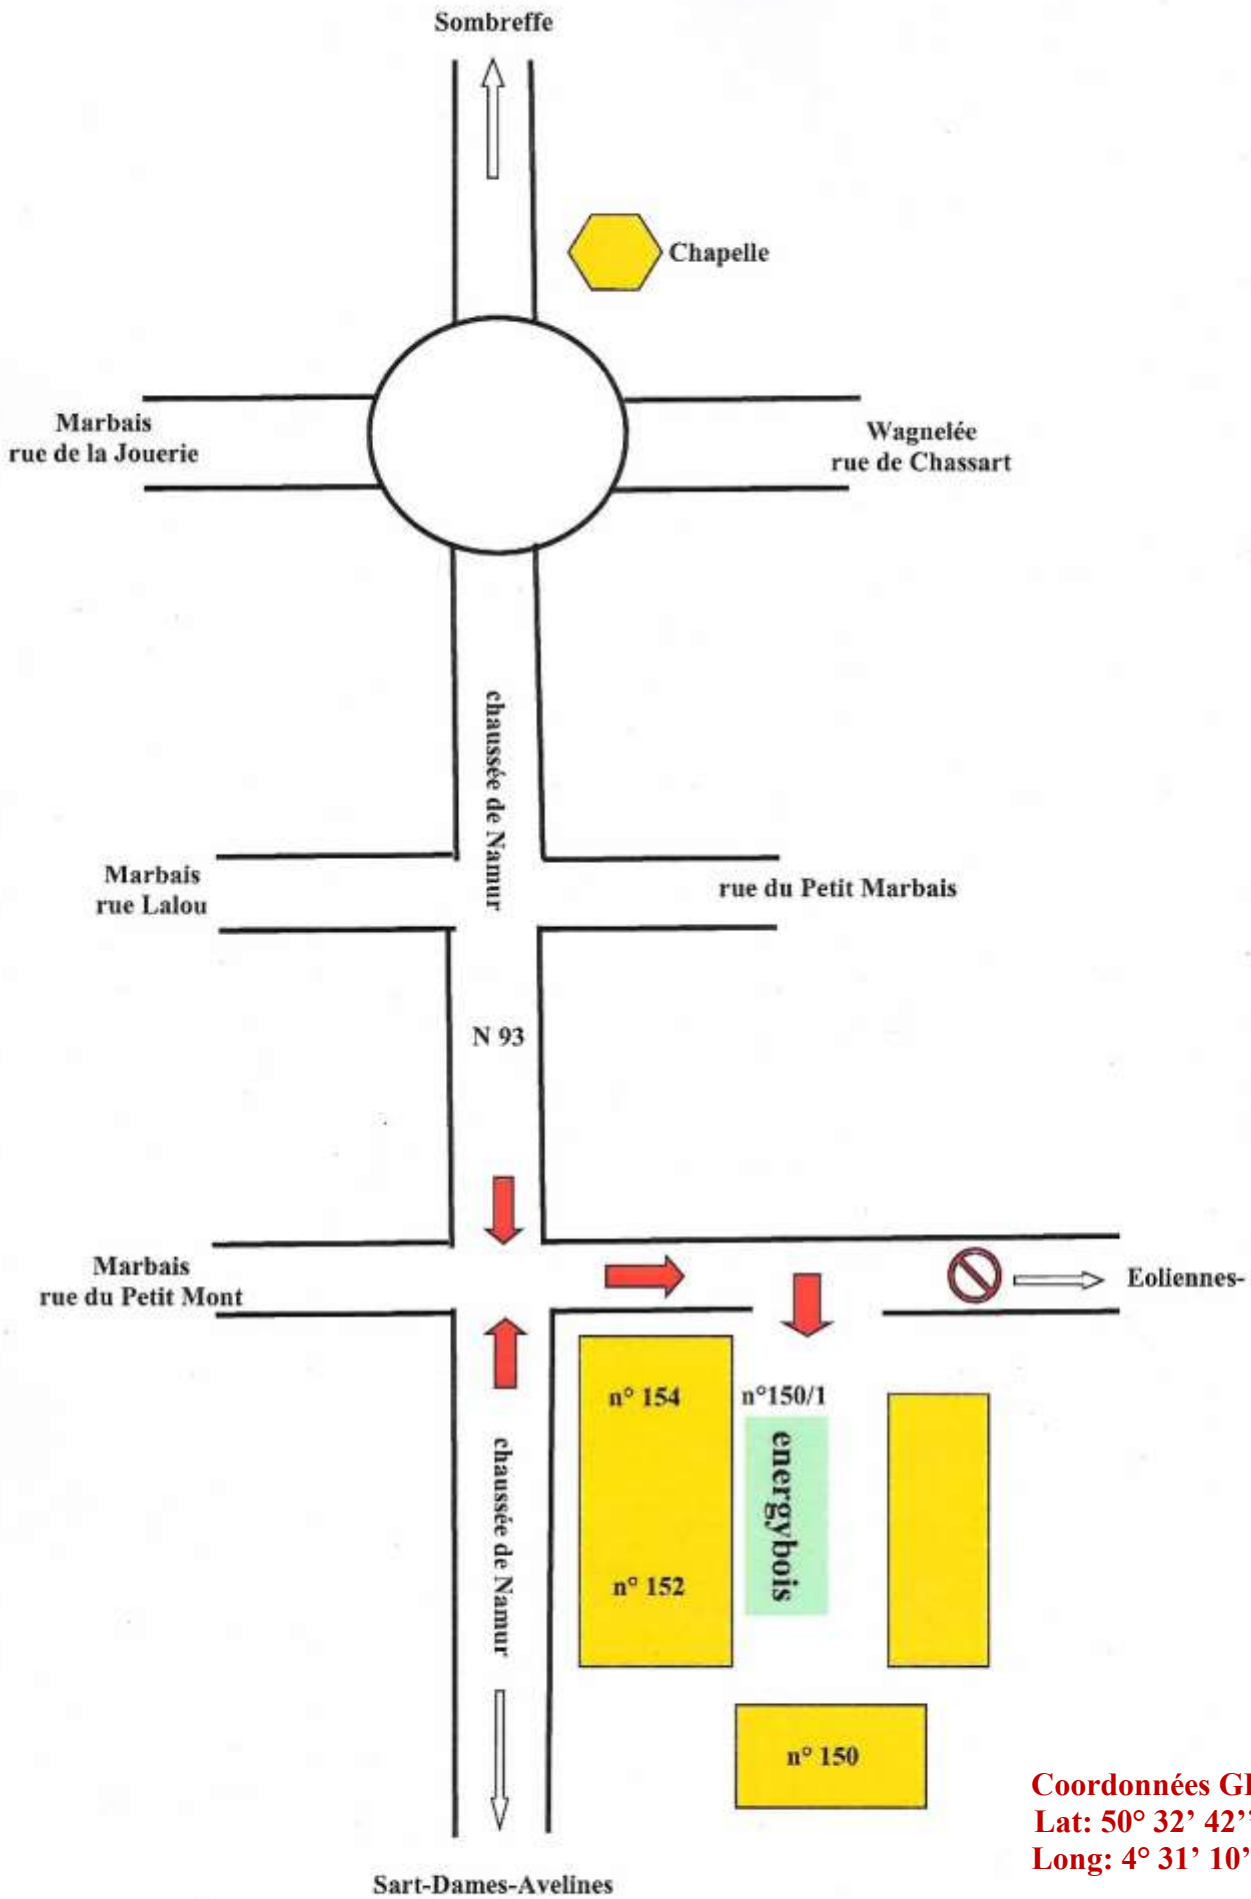 Sombreffe
Chapelle
Marbais
rue de la Jouerie
Wagnelée
rue de Chassart
chaussée de Namur
Marbais
rue Lalou
rue du Petit Marbais
N 93
Marbais
rue du Petit Mont
Eoliennes-
n° 154
n°150/1
energybois
chaussée de Namur
n° 152
n° 150
Coordonnées
Lat: 50° 32’ 42’’
Long: 4° 31’ 10’
Sart-Dames-Avelines